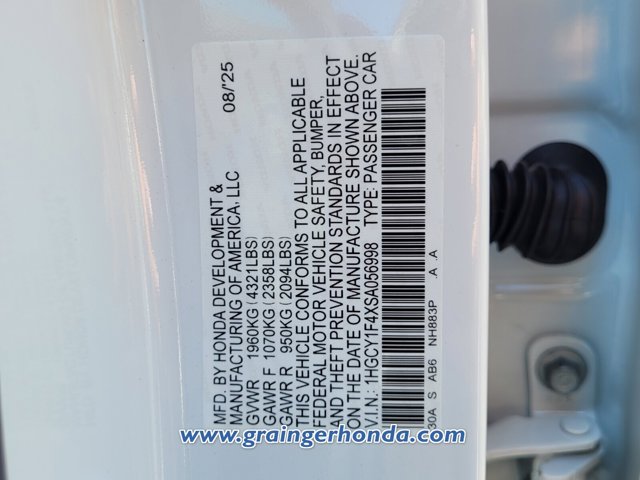 MFD. BY HONDA DEVELOPMENT & 08/'25
MANUFACTURING OF AMERICA, LLC
GVWR 1960KG (4321LBS)
GAWR F 1070KG (2358LBS)
GAWR R 950KG (2094LBS)
THIS VEHICLE CONFORMS TO ALL APPLICABLE
FEDERAL MOTOR VEHICLE SAFETY, BUMPER,
AND THEFT PREVENTION STANDARDS IN EFFECT
ON THE DATE OF MANUFACTURE SHOWN ABOVE.
V.I.N.: 1HGCY1F4XSA056998 TYPE: PASSENGER CAR
30A S AB6 NH883P .A .A
www.graingerhonda.com